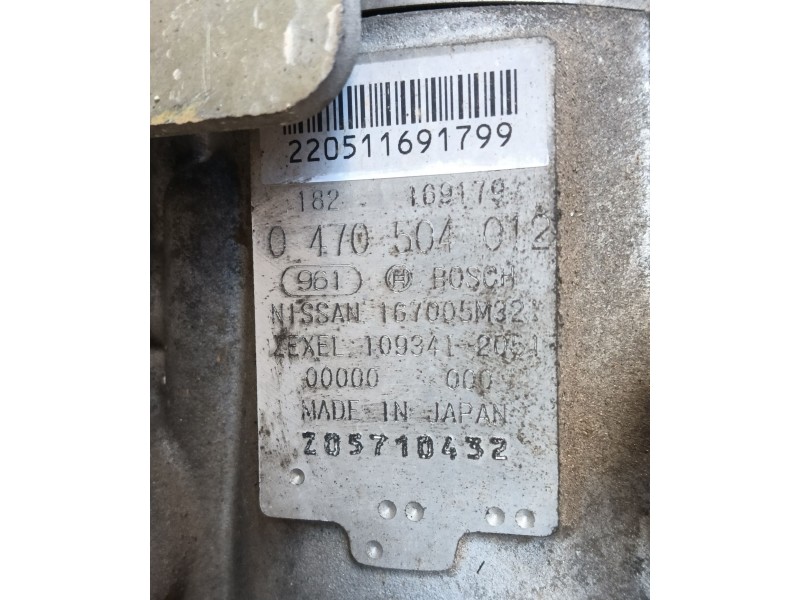 220511691799
182 169179
0 470 504 012
961 BOSCH
NISSAN 167005M32
ZEXEL 109341-2051
00000 000
MADE IN JAPAN
Z05710432